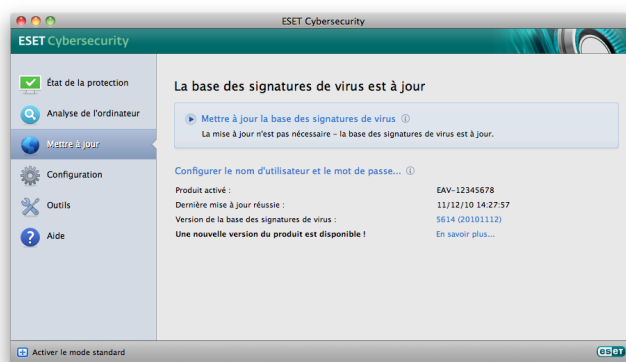 ESET Cybersecurity
ESET Cybersecurity
État de la protection
Analyse de l'ordinateur
Mettre à jour
Configuration
Outils
Aide
La base des signatures de virus est à jour
Mettre à jour la base des signatures de virus
La mise à jour n'est pas nécessaire – la base des signatures de virus est à jour.
Configurer le nom d'utilisateur et le mot de passe...
Produit activé : EAV-12345678
Dernière mise à jour réussie : 11/12/10 14:27:57
Version de la base des signatures de virus : 5614 (20101112)
Une nouvelle version du produit est disponible ! En savoir plus...
Activer le mode standard
eset